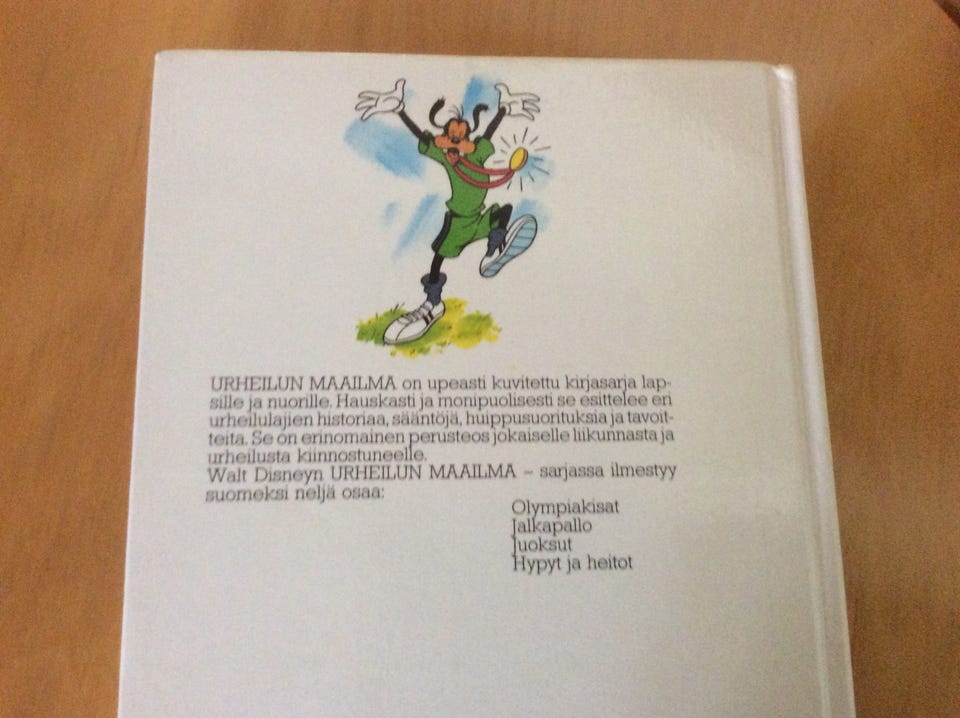 URHEILUN MAAILMA on upeasti kuvitettu kirjasarja lap-
sille ja nuorille. Hauskasti ja monipuolisesti se esittelee eri
urheilulajien historiaa, sääntöjä, huippusuorituksia ja tavoit-
teita. Se on erinomainen perusteos jokaiselle liikunnasta ja
urheilusta kiinnostuneelle.
Walt Disneyn URHEILUN MAAILMA – sarjassa ilmestyy
suomeksi neljä osaa:
Olympiakisat
Jalkapallo
Juoksut
Hypyt ja heitot